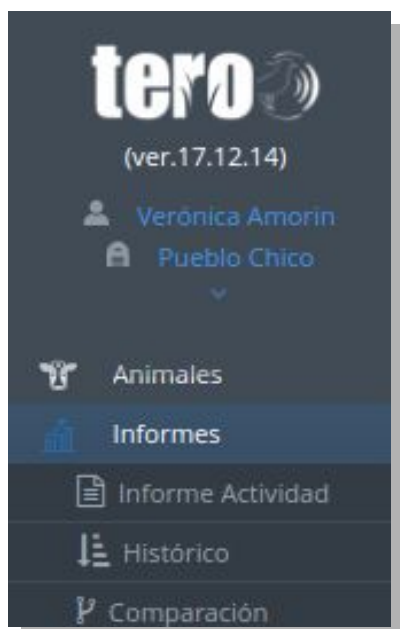 tero
(ver.17.12.14)
Verónica Amorin
Pueblo Chico
Animales
Informes
Informe Actividad
Histórico
Comparación